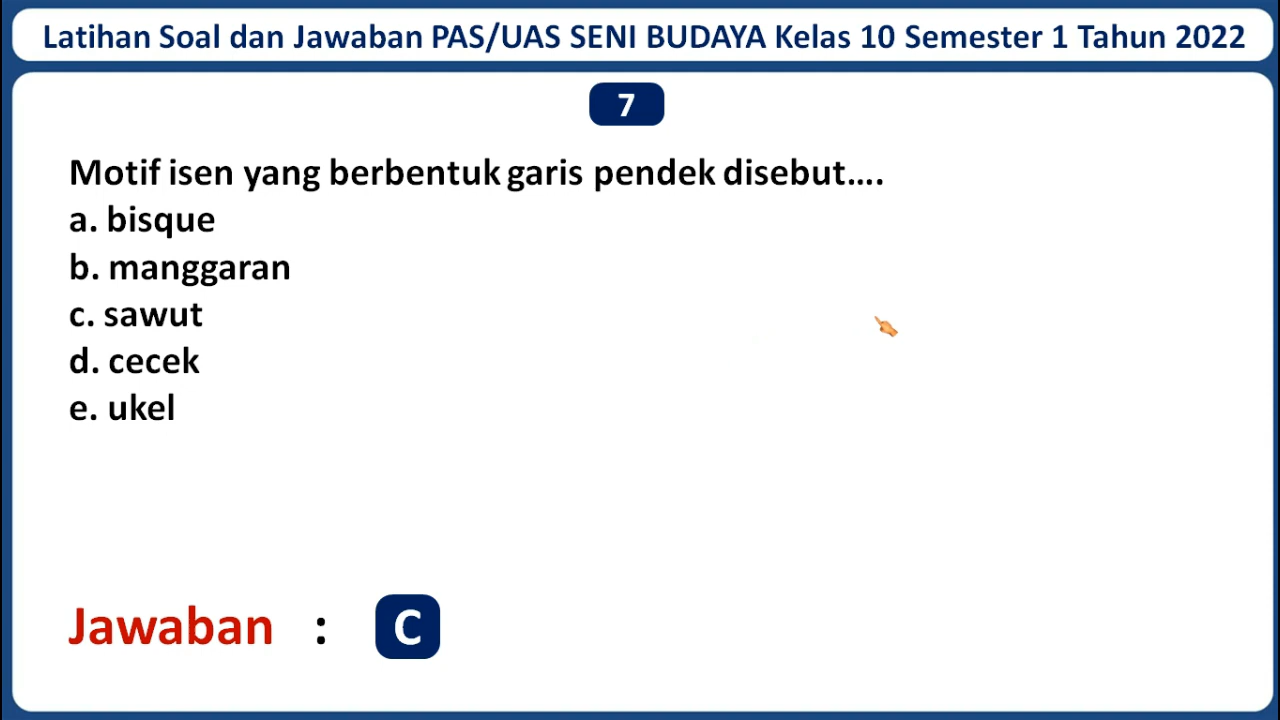 Latihan Soal dan Jawaban PAS/UAS SENI BUDAYA Kelas 10 Semester 1 Tahun 2022
7
Motif isen yang berbentuk garis pendek disebut....
a. bisque
b. manggaran
c. sawut
d. cecek
e. ukel
Jawaban : C